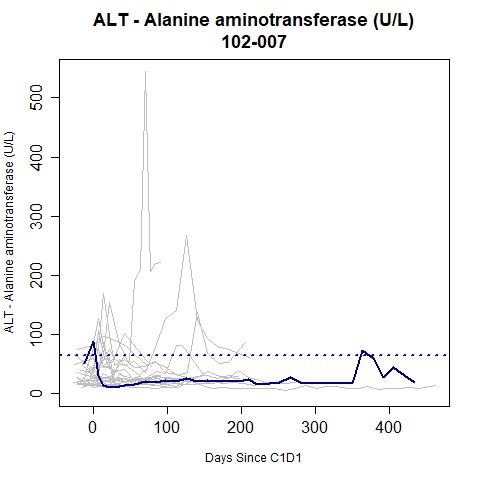 ALT - Alanine aminotransferase (U/L)
102-007
ALT - Alanine aminotransferase (U/L)
500
400
300
200
100
0
0 100 200 300 400
Days Since C1D1